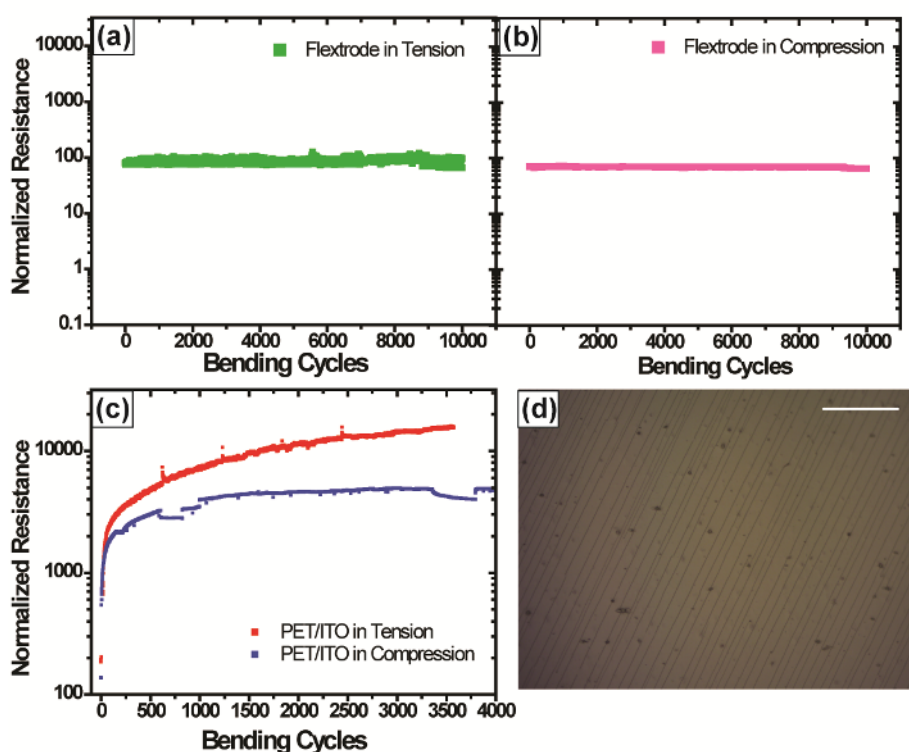 (a)
Flextrode in Tension
Normalized Resistance
10000
1000
100
10
1
0.1
0 2000 4000 6000 8000 10000
Bending Cycles
(b)
Flextrode in Compression
0 2000 4000 6000 8000 10000
Bending Cycles
(c)
Normalized Resistance
10000
1000
100
PET/ITO in Tension
PET/ITO in Compression
0 500 1000 1500 2000 2500 3000 3500 4000
Bending Cycles
(d)